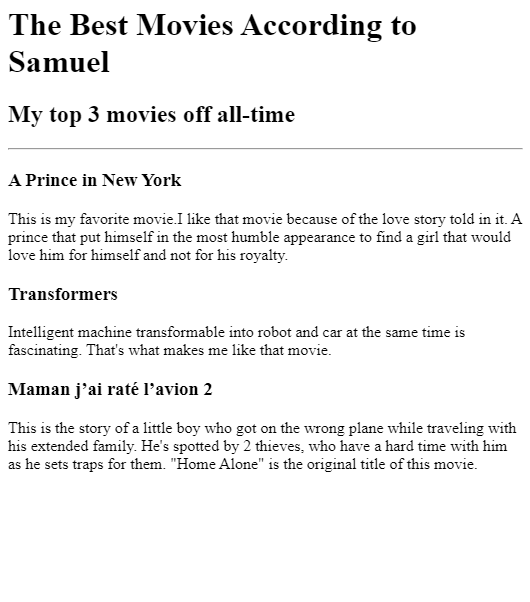 The Best Movies According to
Samuel
My top 3 movies off all-time
A Prince in New York
This is my favorite movie.I like that movie because of the love story told in it. A
prince that put himself in the most humble appearance to find a girl that would
love him for himself and not for his royalty.
Transformers
Intelligent machine transformable into robot and car at the same time is
fascinating. That's what makes me like that movie.
Maman j’ai raté l’avion 2
This is the story of a little boy who got on the wrong plane while traveling with
his extended family. He's spotted by 2 thieves, who have a hard time with him
as he sets traps for them. "Home Alone" is the original title of this movie.